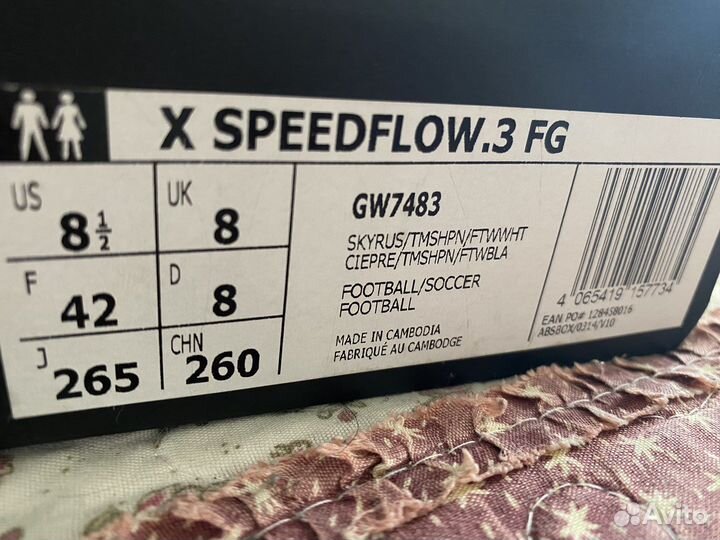 X SPEEDFLOW.3 FG
US 8 1/2 UK 8
F 42 D 8
J 265 CHN 260
GW7483
SKYRUS/TMSHPN/FTWWHT
CIEPRE/TMSHPN/FTWBLA
FOOTBALL/SOCCER
FOOTBALL
MADE IN CAMBODIA
FABRIQUÉ AU CAMBODGE
4 065419 157734
EAN PO# 128458016
ABSBOX/0314/V10
Avito